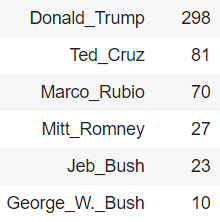 Donald_Trump 298
Ted_Cruz 81
Marco_Rubio 70
Mitt_Romney 27
Jeb_Bush 23
George_W._Bush 10